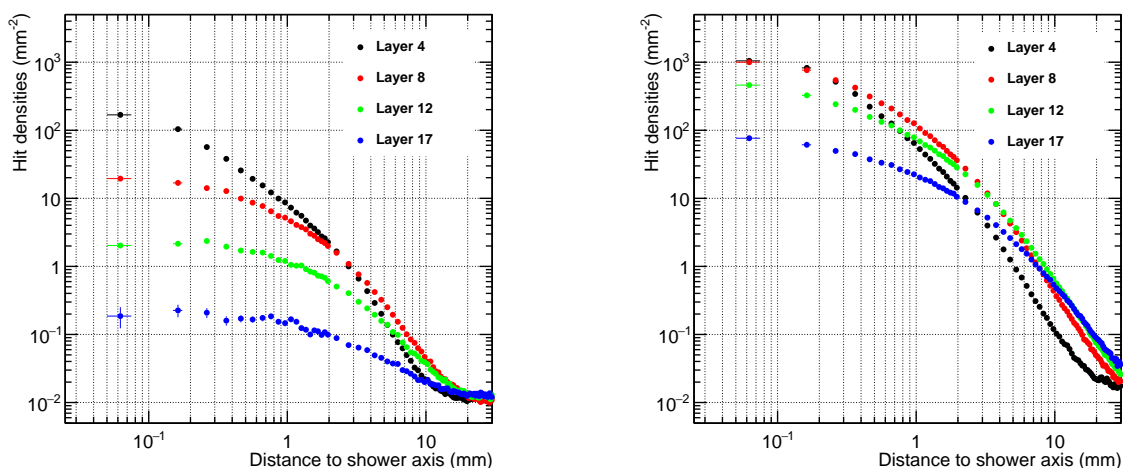 Hit densities (mm⁻²)
10³
10²
10
1
10⁻¹
10⁻²
Layer 4
Layer 8
Layer 12
Layer 17
10⁻¹
1
10
Distance to shower axis (mm)
Hit densities (mm⁻²)
10³
10²
10
1
10⁻¹
10⁻²
Layer 4
Layer 8
Layer 12
Layer 17
10⁻¹
1
10
Distance to shower axis (mm)